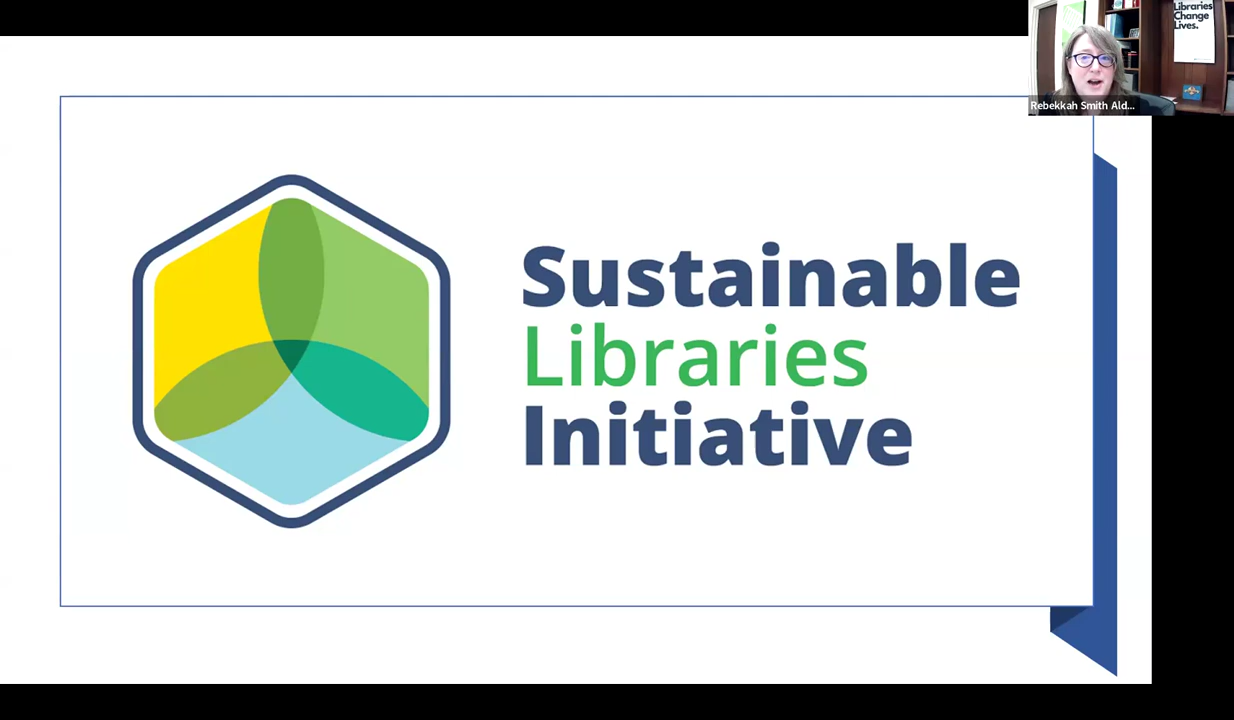 Libraries
Change
Lives.
Rebekkah Smith Ald...
Sustainable
Libraries
Initiative